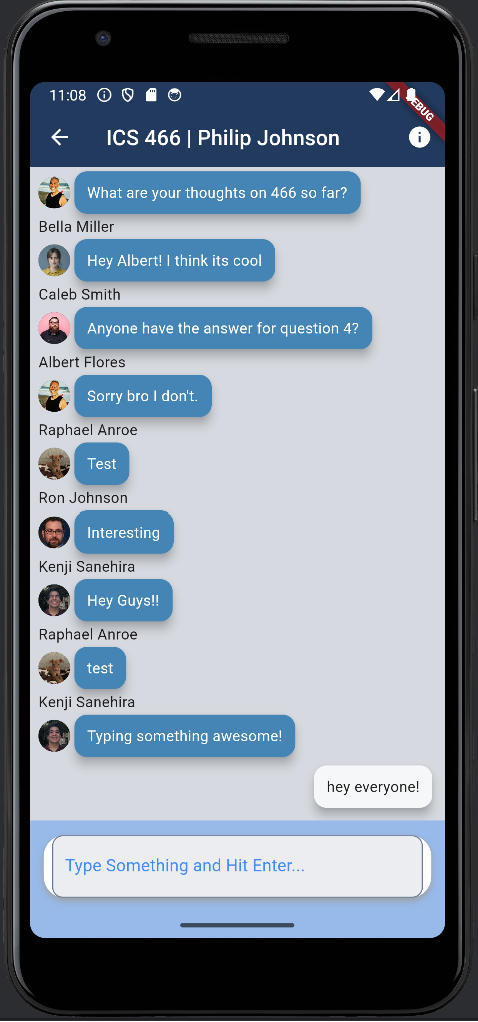 11:08
DEBUG
ICS 466 | Philip Johnson
What are your thoughts on 466 so far?
Bella Miller
Hey Albert! I think its cool
Caleb Smith
Anyone have the answer for question 4?
Albert Flores
Sorry bro I don't.
Raphael Anroe
Test
Ron Johnson
Interesting
Kenji Sanehira
Hey Guys!!
Raphael Anroe
test
Kenji Sanehira
Typing something awesome!
hey everyone!
Type Something and Hit Enter...